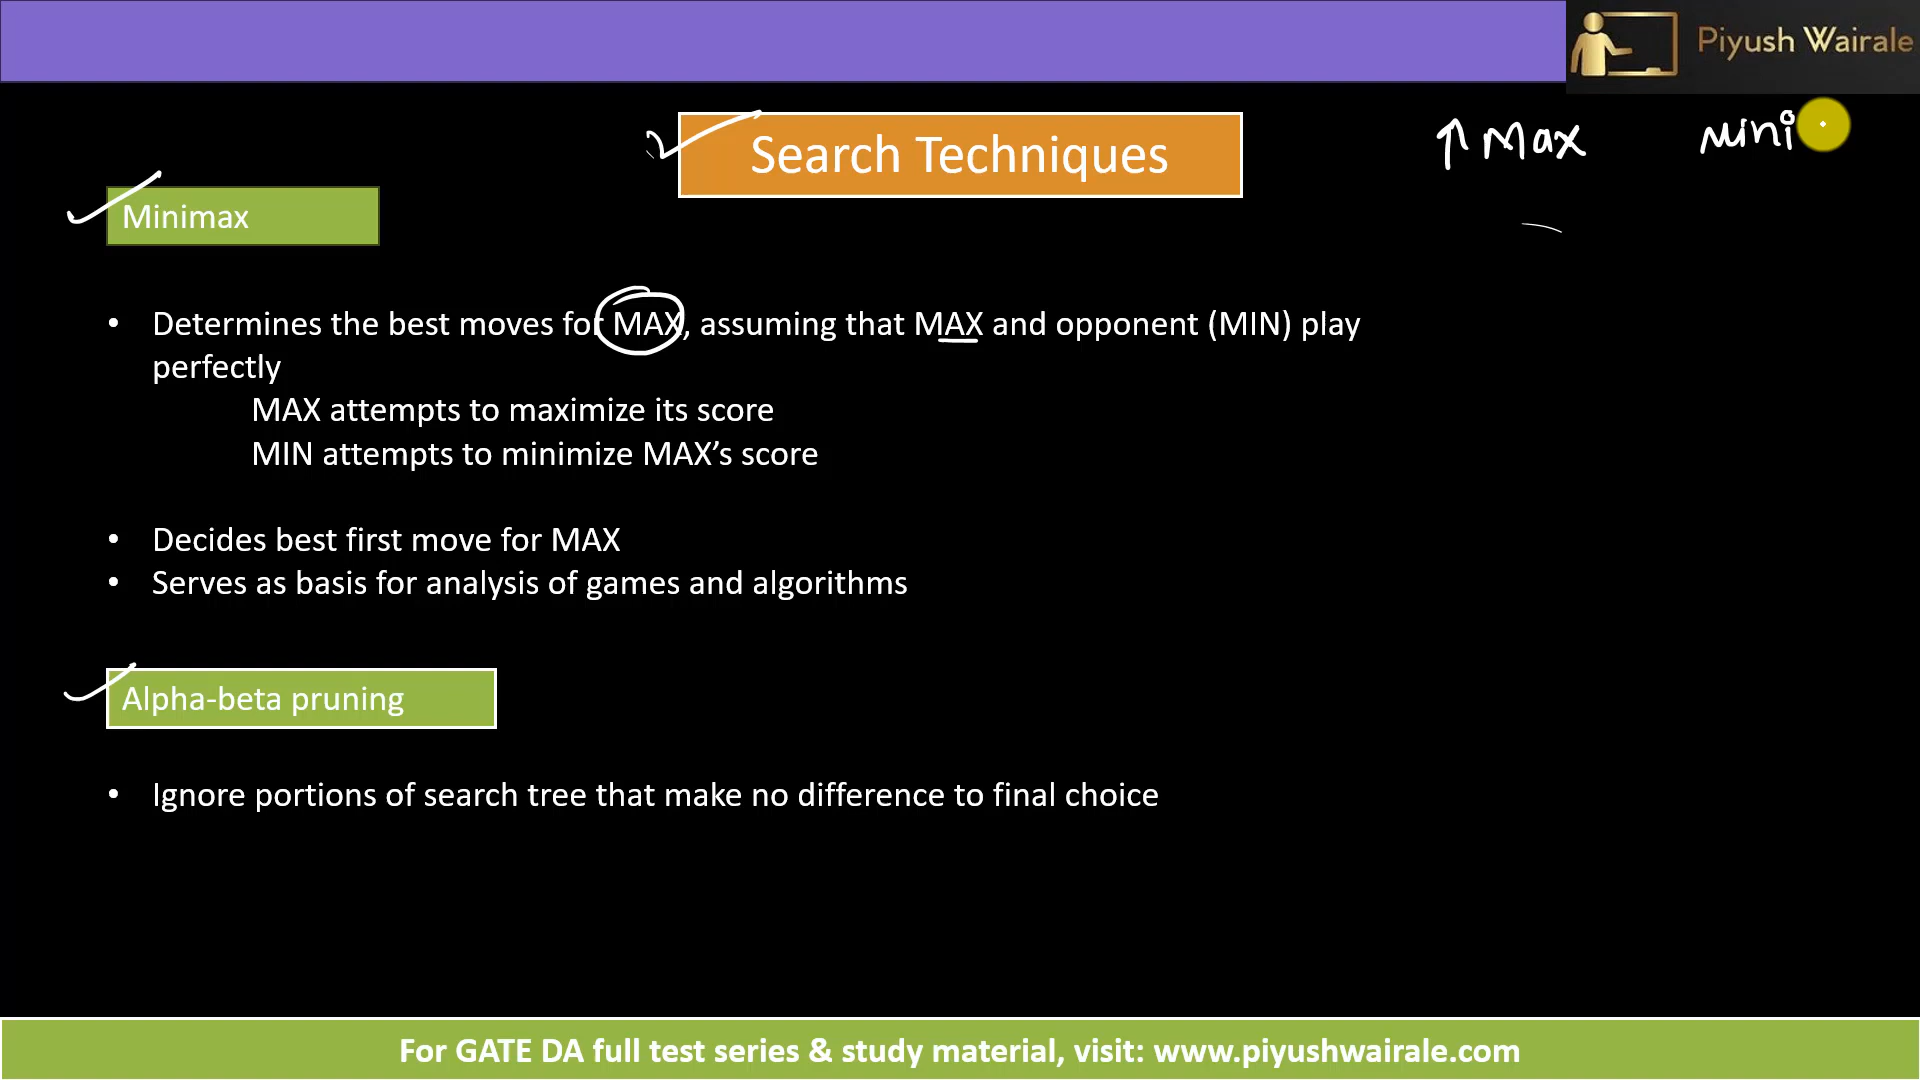 Piyush Wairale
Search Techniques
↑ Max mini
Minimax
• Determines the best moves for MAX, assuming that MAX and opponent (MIN) play
perfectly
MAX attempts to maximize its score
MIN attempts to minimize MAX’s score
• Decides best first move for MAX
• Serves as basis for analysis of games and algorithms
Alpha-beta pruning
• Ignore portions of search tree that make no difference to final choice
For GATE DA full test series & study material, visit: www.piyushwairale.com